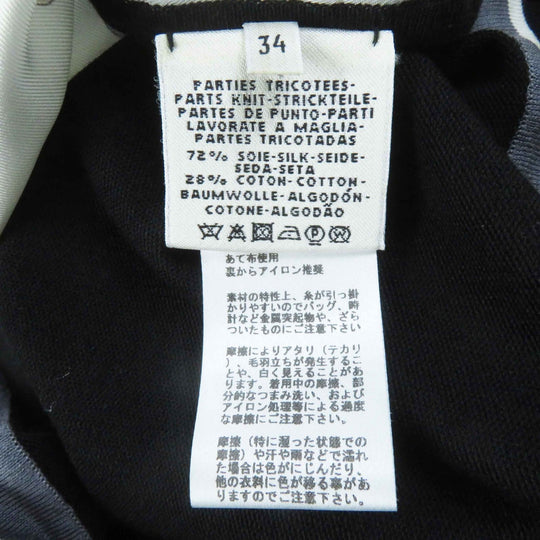 34
PARTIES TRICOTEES-
PARTS KNIT-STRICKTEILE-
PARTES DE PUNTO-PARTI
LAVORATE A MAGLIA-
PARTES TRICOTADAS
72% SOIE-SILK-SEIDE-
SEDA-SETA
28% COTON-COTTON-
BAUMWOLLE-ALGODÓN-
COTONE-ALGODÃO
あて布使用
裏からアイロン推奨
素材の特性上、糸が引っ掛
かりやすいのでバッグ、時
計など金属突起物や、ざら
ついたものにご注意下さい
摩擦によりアタリ（テカリ
）、毛羽立ちが発生するこ
とや、白く見えることがあ
ります。着用中の摩擦、部
分的なつまみ洗い、および
アイロン処理等による過度
な摩擦にご注意下さい。
摩擦（特に湿った状態での
摩擦）や汗や雨などで濡れ
た場合は色がにじんだり、
他の衣料に色が移る事があ
りますのでご注意下さい。